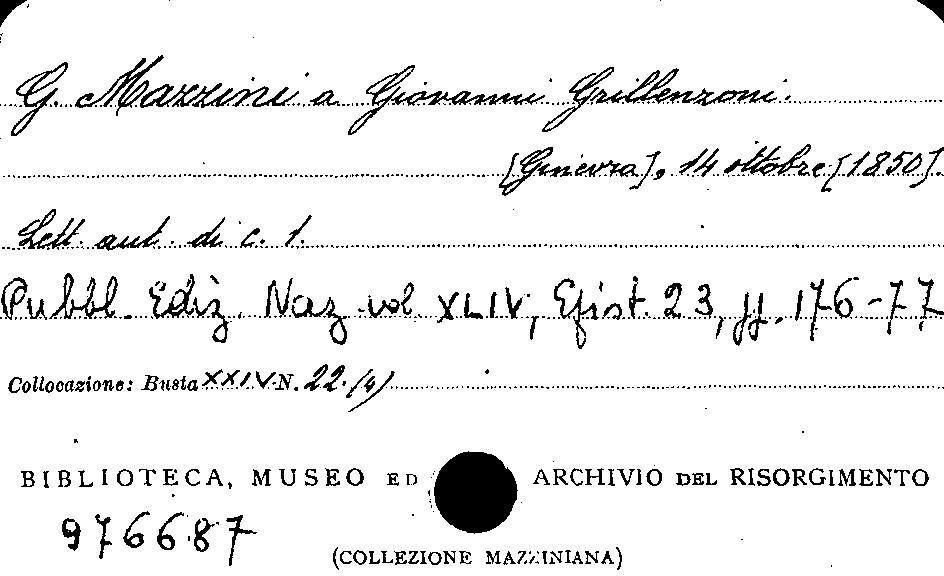 G. Mazzini a Giovanni Grillenzoni.
[Ginevra], 14 ottobre [1850].
Lett. aut. di c. 1.
Pubbl. Ediz. Naz. vol. XLIV, Epist. 23, pp. 176-77
Collocazione: Busta XXIV N. 22.(4)
BIBLIOTECA, MUSEO ED ARCHIVIO DEL RISORGIMENTO
976687
(COLLEZIONE MAZZINIANA)